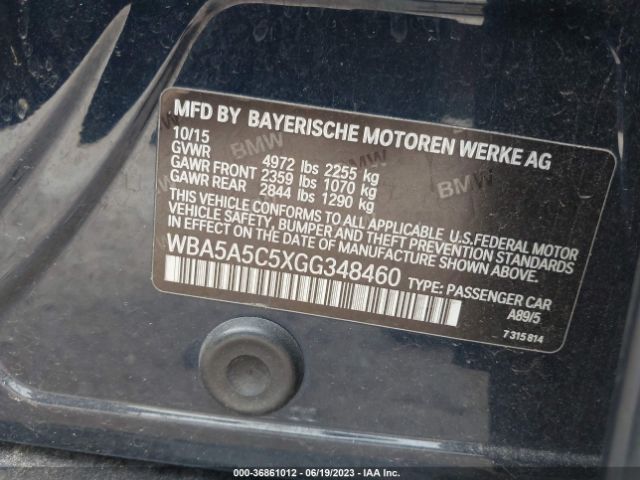 MFD BY BAYERISCHE MOTOREN WERKE AG
10/15
GVWR 4972 lbs 2255 kg
GAWR FRONT 2359 lbs 1070 kg
GAWR REAR 2844 lbs 1290 kg
THIS VEHICLE CONFORMS TO ALL APPLICABLE U.S.FEDERAL MOTOR
VEHICLE SAFETY, BUMPER AND THEFT PREVENTION STANDARDS
IN EFFECT ON THE DATE OF MANUFACTURE SHOWN ABOVE.
WBA5A5C5XGG348460 TYPE: PASSENGER CAR
A89/5
7 315 814
BMW
BMW
BMW
000-36861012 - 06/19/2023 - IAA Inc.